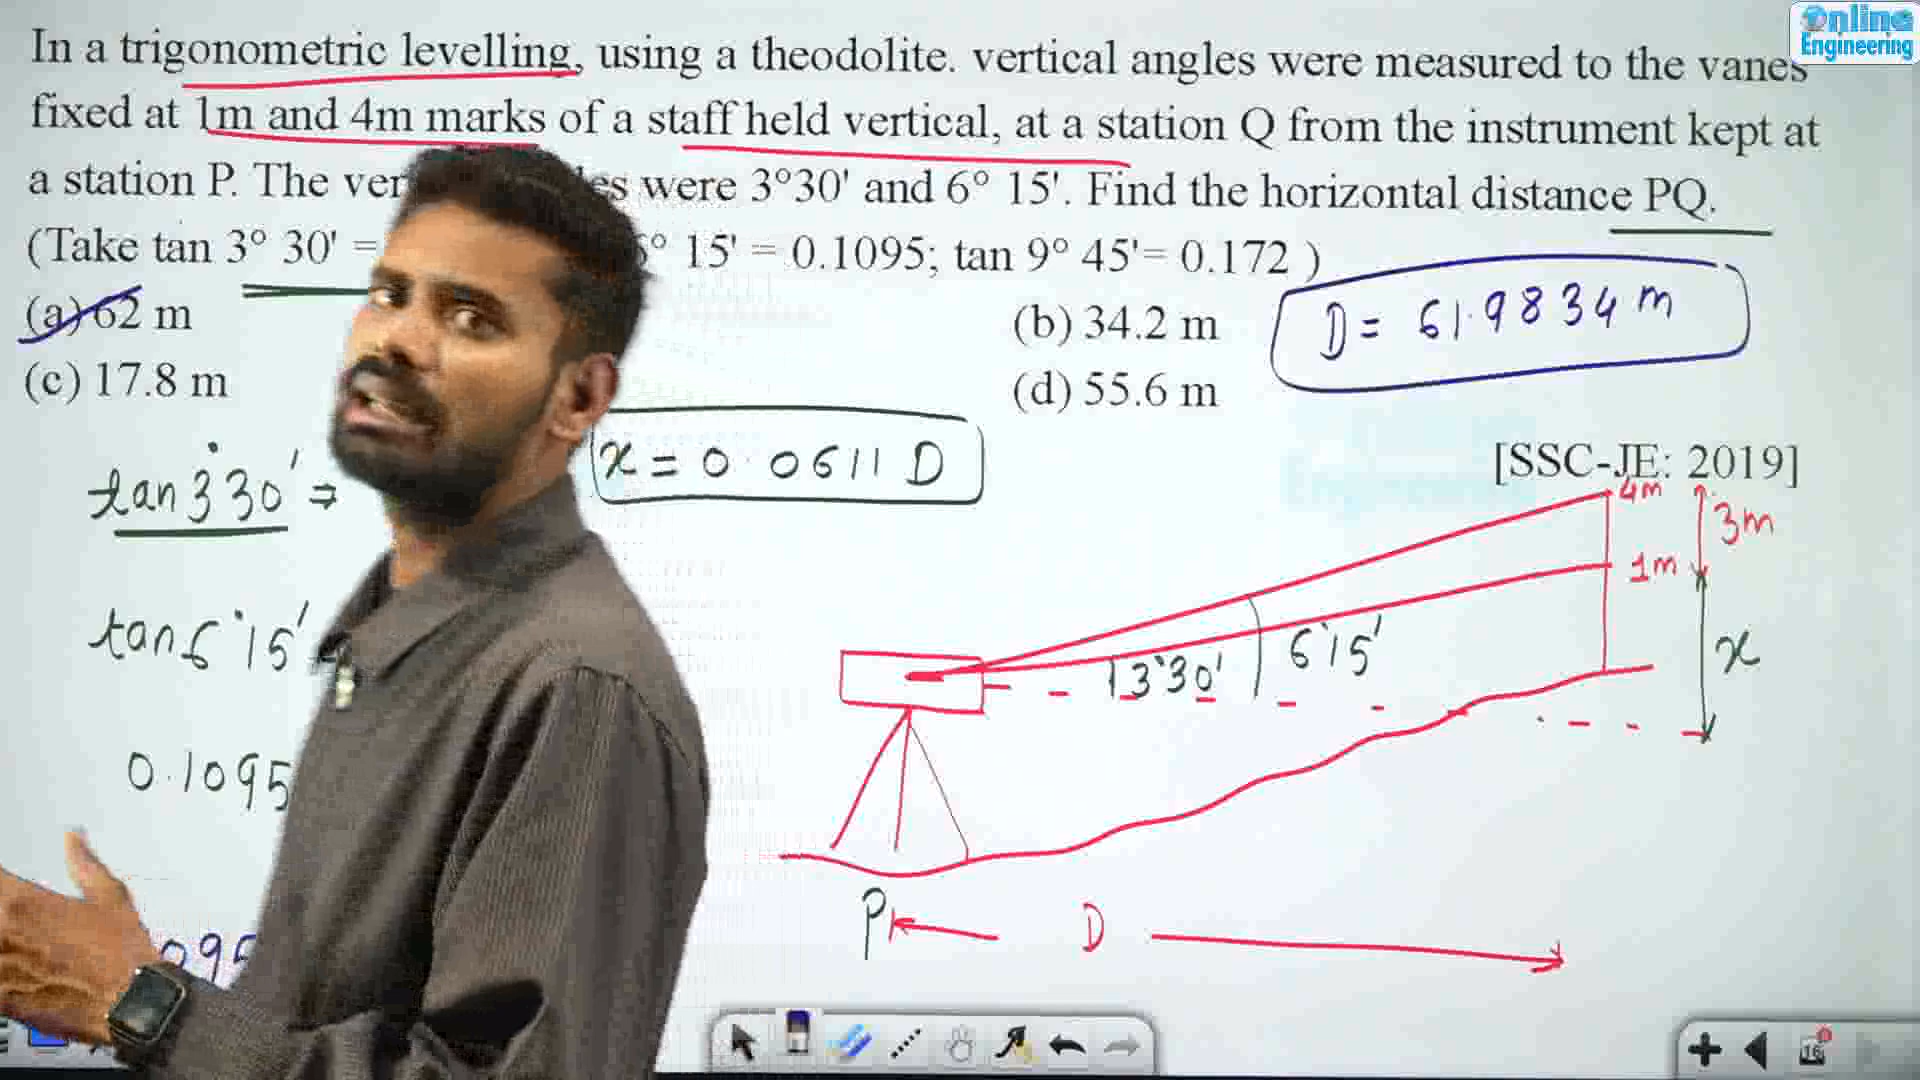 Online
Engineering
In a trigonometric levelling, using a theodolite. vertical angles were measured to the vanes
fixed at 1m and 4m marks of a staff held vertical, at a station Q from the instrument kept at
a station P. The ver es were 3°30' and 6° 15'. Find the horizontal distance PQ.
(Take tan 3° 30' = ° 15' = 0.1095; tan 9° 45'= 0.172 )
(a) 62 m
(b) 34.2 m
D = 61.9834 m
(c) 17.8 m
(d) 55.6 m
x = 0.0611 D
[SSC-JE: 2019]
tan 3°30' ⇒
4m
3m
1m
tan 6°15'
3°30'
6°15'
x
0.1095
P
D
095
16